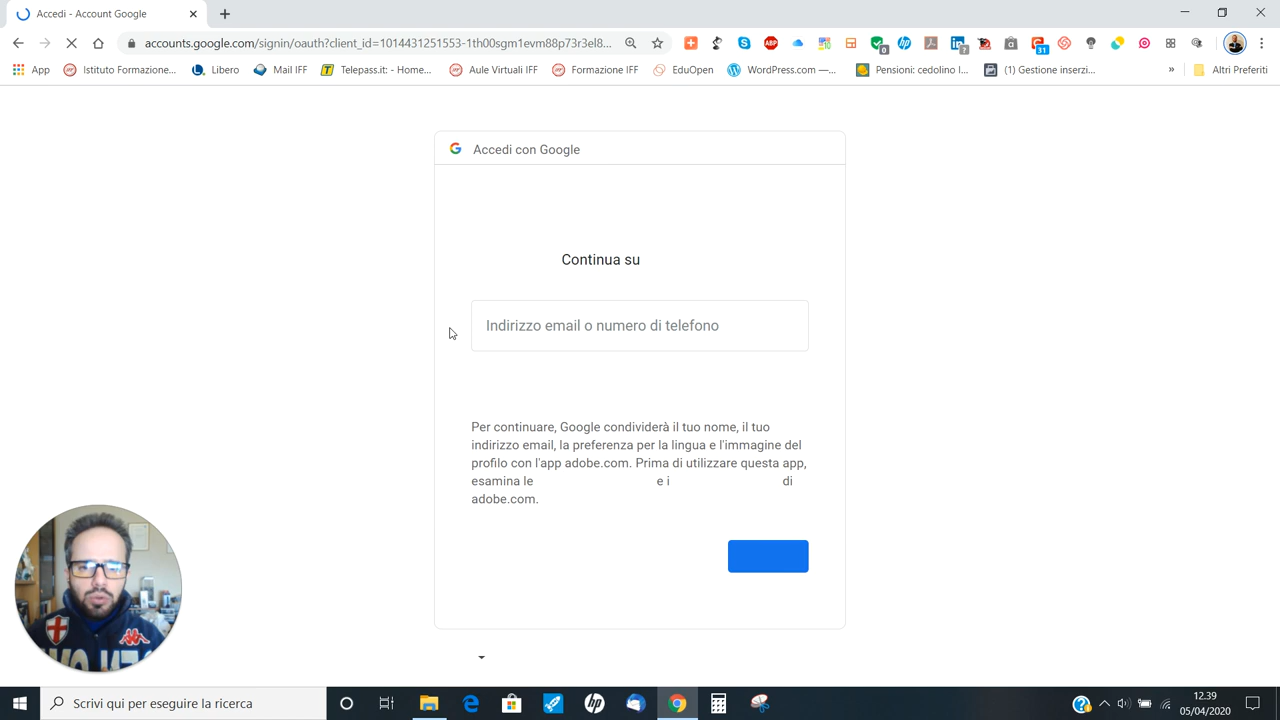 Accedi - Account Google
accounts.google.com/signin/oauth?client_id=1014431251553-1th00sgm1evm88p73r3el8...
App
Istituto Formazione...
Libero
Mail IFF
Telepass.it: - Home...
Aule Virtuali IFF
Formazione IFF
EduOpen
WordPress.com —...
Pensioni: cedolino I...
(1) Gestione inserzi...
»
Altri Preferiti
Accedi con Google
Continua su
Indirizzo email o numero di telefono
Per continuare, Google condividerà il tuo nome, il tuo
indirizzo email, la preferenza per la lingua e l'immagine del
profilo con l'app adobe.com. Prima di utilizzare questa app,
esamina le e i di
adobe.com.
Scrivi qui per eseguire la ricerca
12.39
05/04/2020